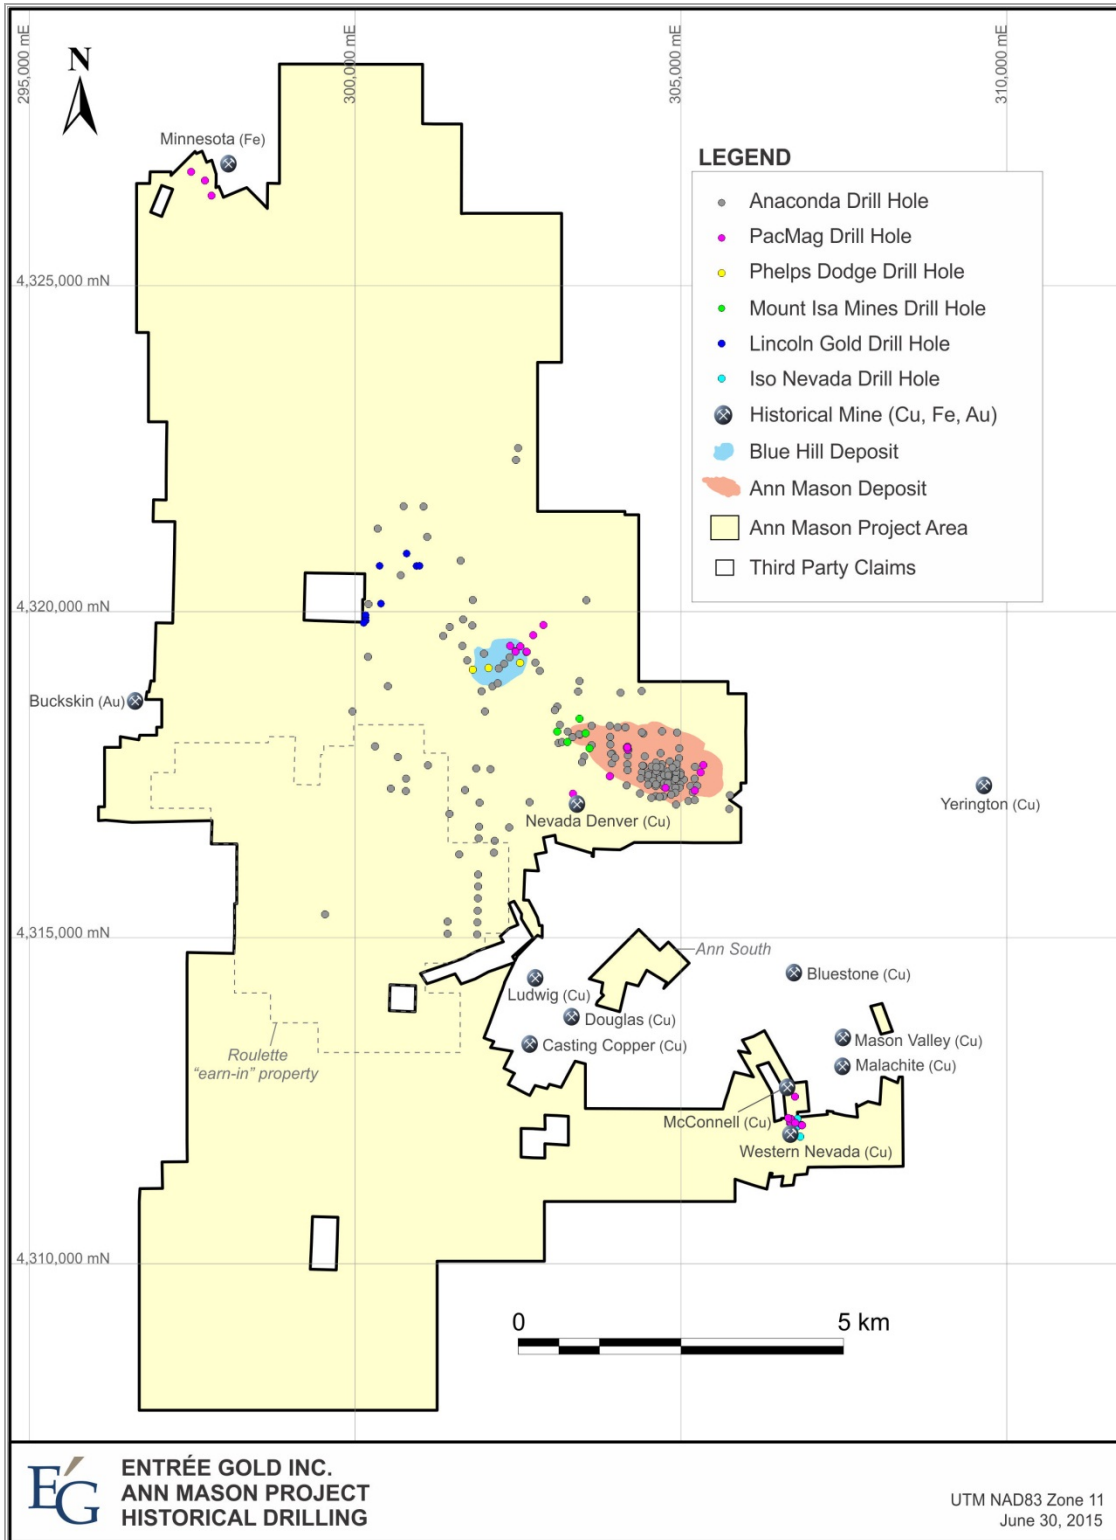 295,000 mE
300,000 mE
305,000 mE
310,000 mE
N
Minnesota (Fe)
LEGEND
Anaconda Drill Hole
PacMag Drill Hole
Phelps Dodge Drill Hole
Mount Isa Mines Drill Hole
Lincoln Gold Drill Hole
Iso Nevada Drill Hole
Historical Mine (Cu, Fe, Au)
Blue Hill Deposit
Ann Mason Deposit
Ann Mason Project Area
Third Party Claims
4,325,000 mN
4,320,000 mN
Buckskin (Au)
Nevada Denver (Cu)
Yerington (Cu)
4,315,000 mN
Ann South
Bluestone (Cu)
Ludwig (Cu)
Douglas (Cu)
Casting Copper (Cu)
Mason Valley (Cu)
Malachite (Cu)
Roulette
"earn-in" property
McConnell (Cu)
Western Nevada (Cu)
4,310,000 mN
0 5 km
EG
ENTRÉE GOLD INC.
ANN MASON PROJECT
HISTORICAL DRILLING
UTM NAD83 Zone 11
June 30, 2015